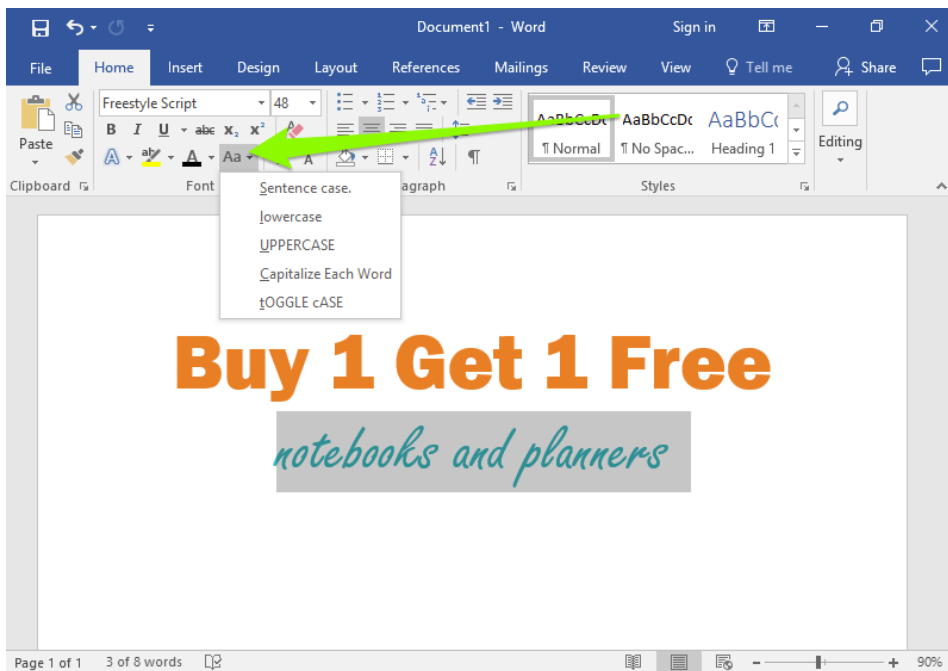 Document1 - Word
Sign in
File Home Insert Design Layout References Mailings Review View Tell me Share
Paste
Freestyle Script 48
B I U abc X₂ X²
A aby A Aa A
AaBbCcDc AaBbCcDc AaBbCc
¶ Normal ¶ No Spac... Heading 1
Editing
Clipboard Font agraph Styles
Sentence case.
lowercase
UPPERCASE
Capitalize Each Word
tOGGLE cASE
Buy 1 Get 1 Free
notebooks and planners
Page 1 of 1 3 of 8 words 90%